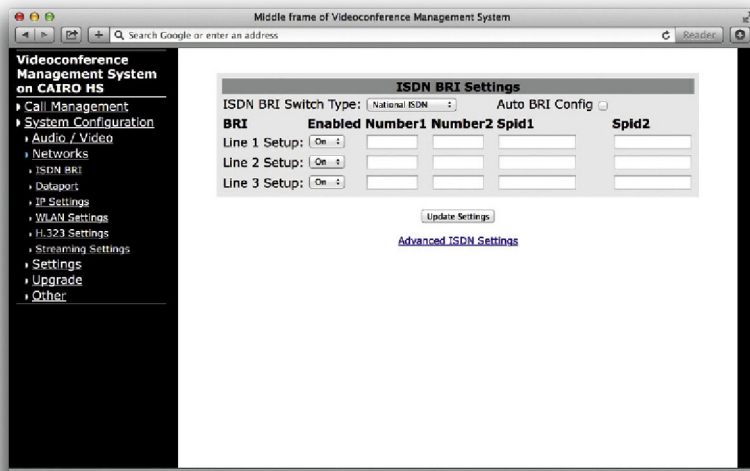 Middle frame of Videoconference Management System
Search Google or enter an address
Reader
Videoconference
Management System
on CAIRO HS
Call Management
System Configuration
Audio / Video
Networks
ISDN BRI
Dataport
IP Settings
WLAN Settings
H.323 Settings
Streaming Settings
Settings
Upgrade
Other
ISDN BRI Settings
ISDN BRI Switch Type: National ISDN Auto BRI Config
BRI Enabled Number1 Number2 Spid1 Spid2
Line 1 Setup: On
Line 2 Setup: On
Line 3 Setup: On
Update Settings
Advanced ISDN Settings